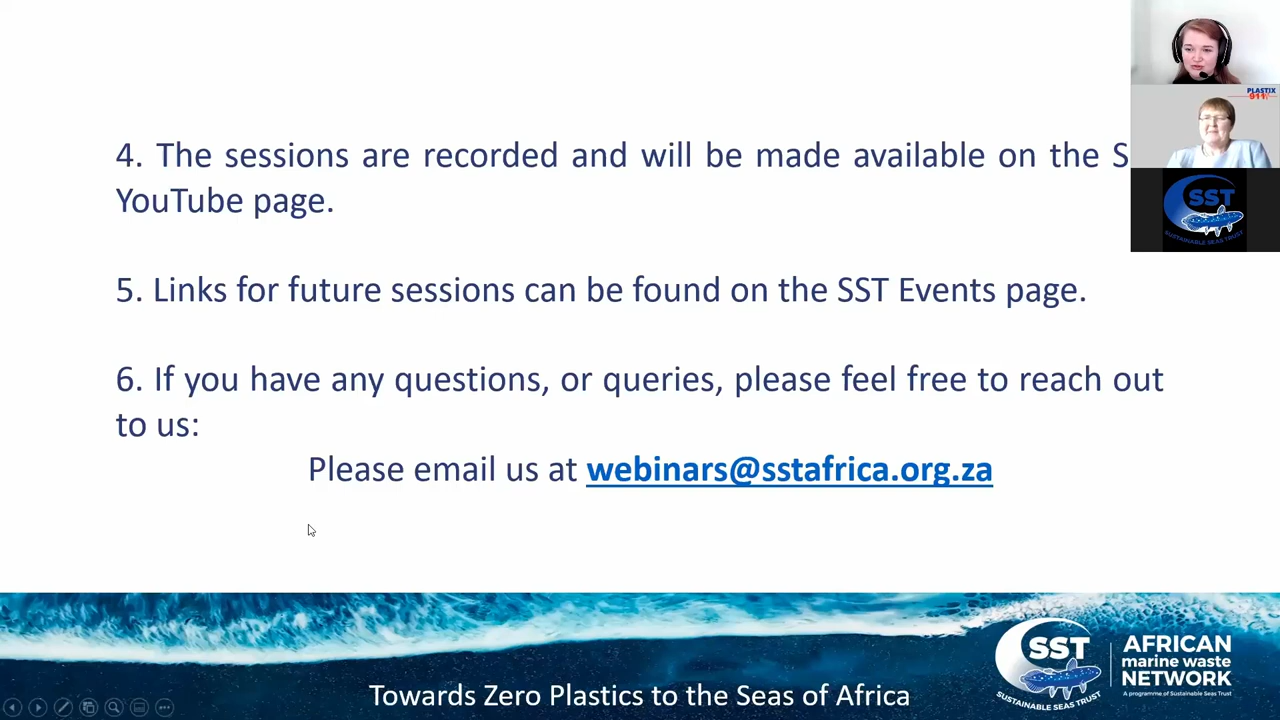 4. The sessions are recorded and will be made available on the S
YouTube page.
5. Links for future sessions can be found on the SST Events page.
6. If you have any questions, or queries, please feel free to reach out
to us:
Please email us at webinars@sstafrica.org.za
PLASTIX
911
SST
SUSTAINABLE SEAS TRUST
SST
SUSTAINABLE SEAS TRUST
AFRICAN
marine waste
NETWORK
A programme of Sustainable Seas Trust
Towards Zero Plastics to the Seas of Africa